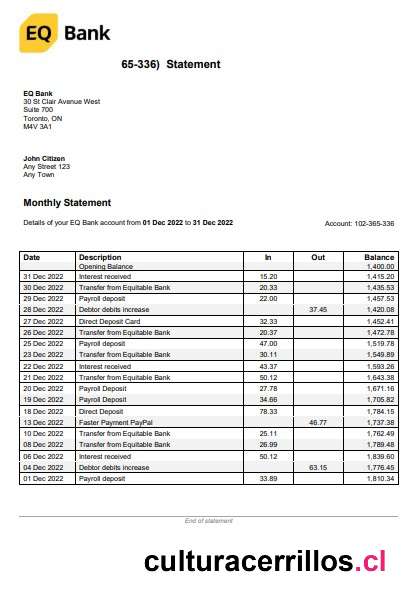 EQ Bank
65-336) Statement
EQ Bank
30 St Clair Avenue West
Suite 700
Toronto, ON
M4V 3A1
John Citizen
Any Street 123
Any Town
Monthly Statement
Details of your EQ Bank account from 01 Dec 2022 to 31 Dec 2022 Account: 102-365-336
Date Description In Out Balance
Opening Balance 1,400.00
31 Dec 2022 Interest received 15.20 1,415.20
30 Dec 2022 Transfer from Equitable Bank 20.33 1,435.53
29 Dec 2022 Payroll deposit 22.00 1,457.53
28 Dec 2022 Debtor debits increase 37.45 1,420.08
27 Dec 2022 Direct Deposit Card 32.33 1,452.41
26 Dec 2022 Transfer from Equitable Bank 20.37 1,472.78
25 Dec 2022 Payroll deposit 47.00 1,519.78
23 Dec 2022 Transfer from Equitable Bank 30.11 1,549.89
22 Dec 2022 Interest received 43.37 1,593.26
21 Dec 2022 Transfer from Equitable Bank 50.12 1,643.38
20 Dec 2022 Payroll Deposit 27.78 1,671.16
19 Dec 2022 Payroll Deposit 34.66 1,705.82
18 Dec 2022 Direct Deposit 78.33 1,784.15
13 Dec 2022 Faster Payment PayPal 46.77 1,737.38
10 Dec 2022 Transfer from Equitable Bank 25.11 1,762.49
08 Dec 2022 Transfer from Equitable Bank 26.99 1,789.48
06 Dec 2022 Interest received 50.12 1,839.60
04 Dec 2022 Debtor debits increase 63.15 1,776.45
01 Dec 2022 Payroll deposit 33.89 1,810.34
End of statement
culturacerrillos.cl